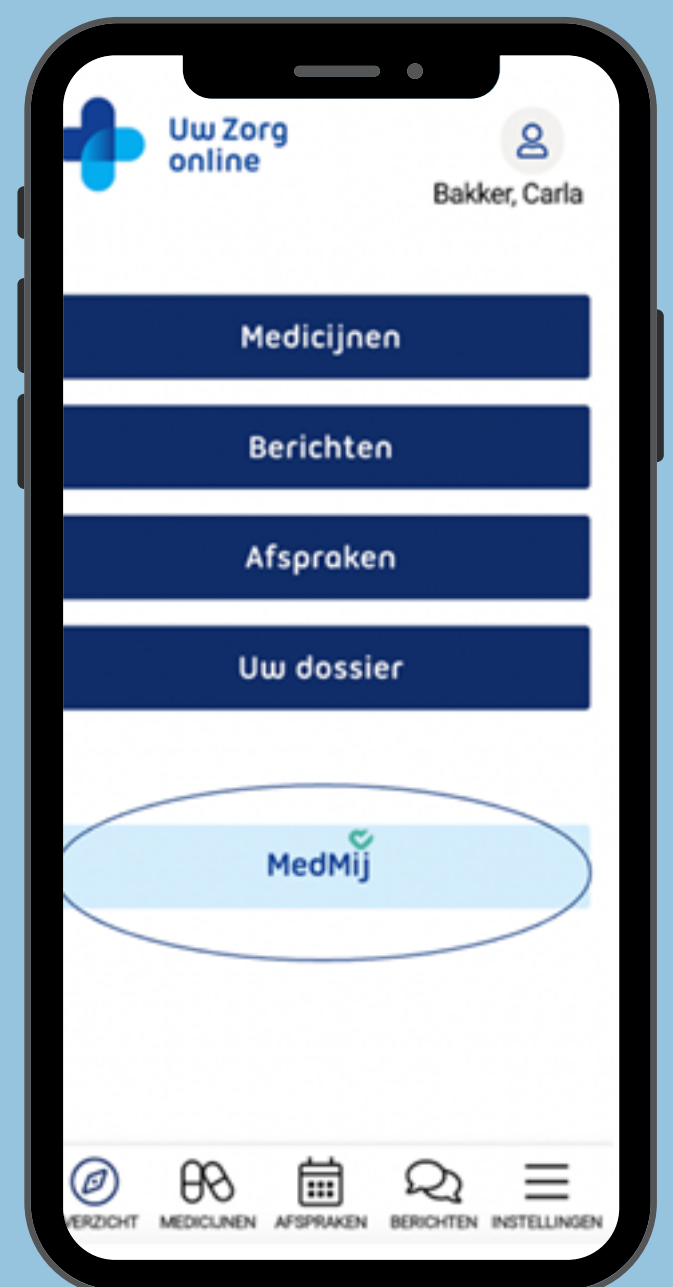 Uw Zorg
online
Bakker, Carla
Medicijnen
Berichten
Afspraken
Uw dossier
MedMij
VERZICHT MEDICIJNEN AFSPRAKEN BERICHTEN INSTELLINGEN